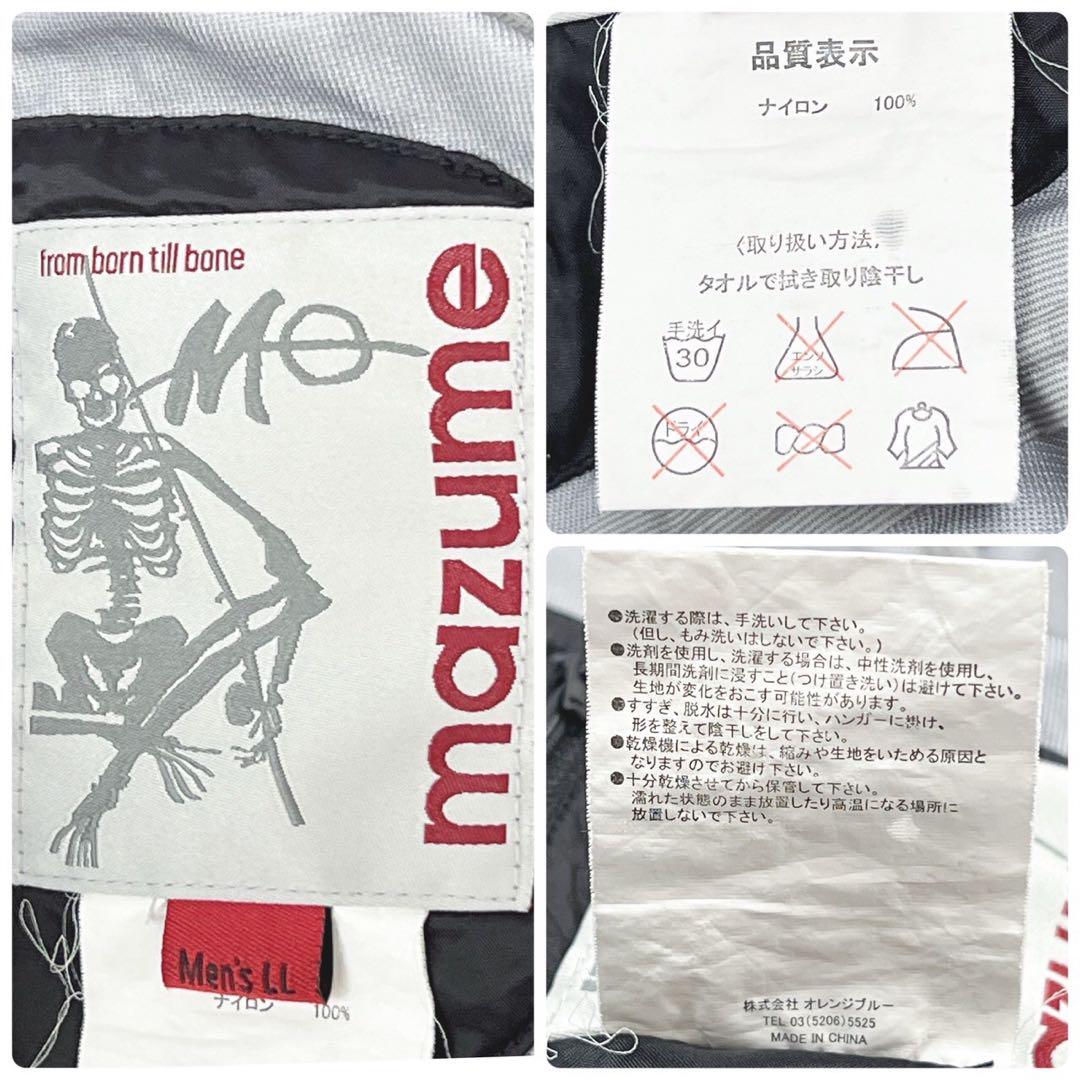 from born till bone
MO
mazume
Men's LL
ナイロン 100%
品質表示
ナイロン 100%
〈取り扱い方法,
タオルで拭き取り陰干し
手洗イ
30
エンソ
サラシ
ドライ
●洗濯する際は、手洗いして下さい。
(但し、もみ洗いはしないで下さい。)
●洗剤を使用し、洗濯する場合は、中性洗剤を使用し、
長期間洗剤に浸すこと(つけ置き洗い)は避けて下さい。
生地が変化をおこす可能性があります。
●すすぎ、脱水は十分に行い、ハンガーに掛け、
形を整えて陰干しをして下さい。
●乾燥機による乾燥は、縮みや生地をいためる原因と
なりますのでお避け下さい。
●十分乾燥させてから保管して下さい。
濡れた状態のまま放置したり高温になる場所に
放置しないで下さい。
株式会社 オレンジブルー
TEL 03(5206)5525
MADE IN CHINA